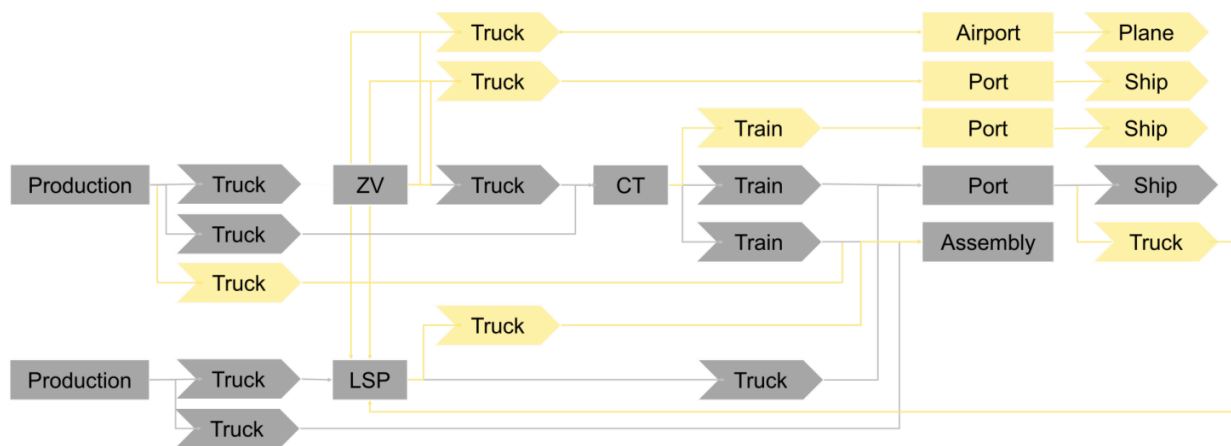 Truck
Airport
Plane
Truck
Port
Ship
Train
Port
Ship
Production
Truck
ZV
Truck
CT
Train
Port
Ship
Truck
Train
Assembly
Truck
Truck
Truck
Production
Truck
LSP
Truck
Truck